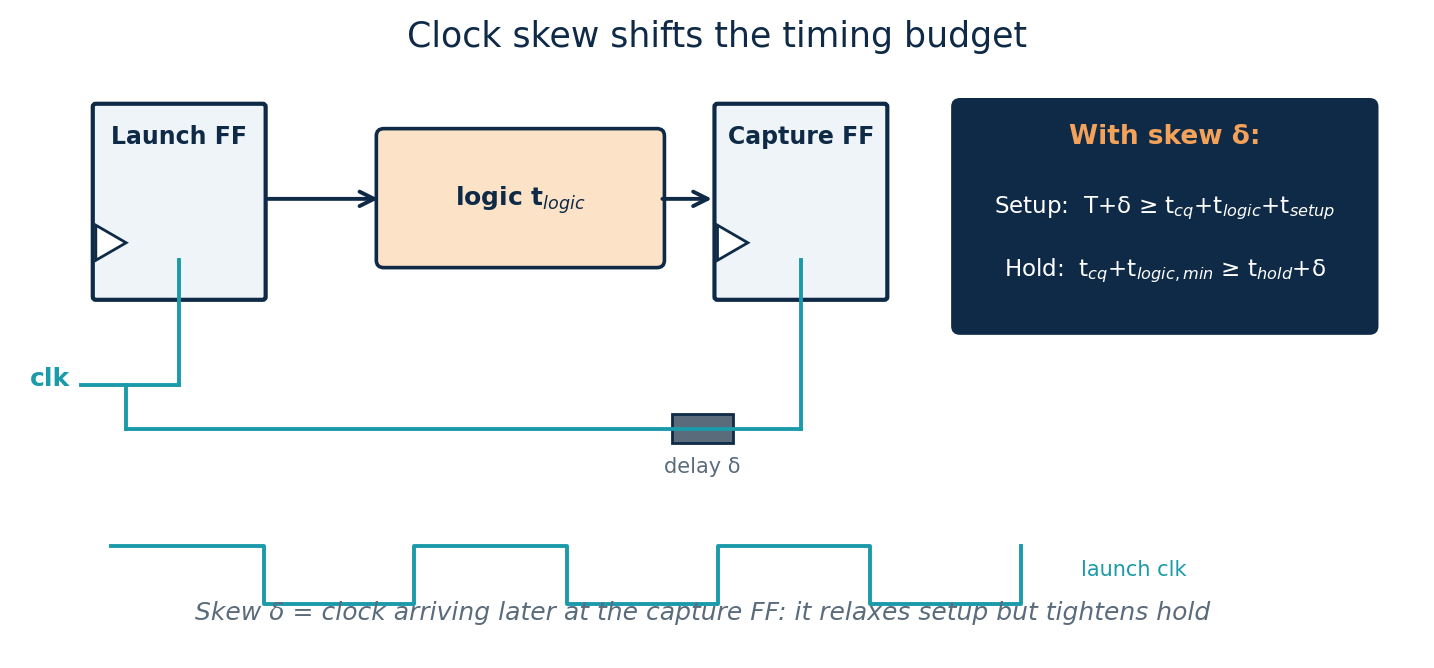 Clock skew shifts the timing budget
Launch FF
logic t_logic
Capture FF
With skew δ:
Setup:  T+δ ≥ t_cq+t_logic+t_setup
Hold:  t_cq+t_logic, min ≥ t_hold+δ
clk
delay δ
launch clk
Skew δ = clock arriving later at the capture FF: it relaxes setup but tightens hold